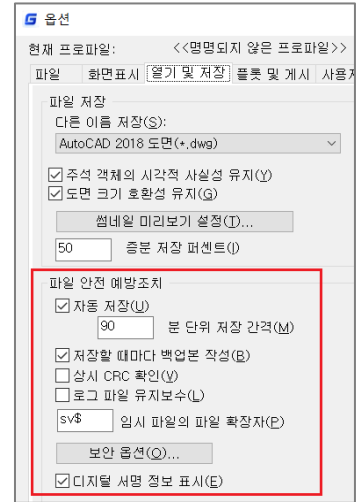 옵션
현재 프로파일: <<명명되지 않은 프로파일>>
파일 화면표시 열기 및 저장 플롯 및 게시
파일 저장
다른 이름 저장(S):
AutoCAD 2018 도면(*.dwg)
주석 객체의 시각적 사실성 유지(Y)
도면 크기 호환성 유지(G)
썸네일 미리보기 설정(T)...
50 증분 저장 퍼센트(I)
파일 안전 예방조치
자동 저장(U)
90 분 단위 저장 간격(M)
저장할 때마다 백업본 작성(B)
상시 CRC 확인(V)
로그 파일 유지보수(L)
sv$ 임시 파일의 파일 확장자(P)
보안 옵션(O)...
디지털 서명 정보 표시(E)